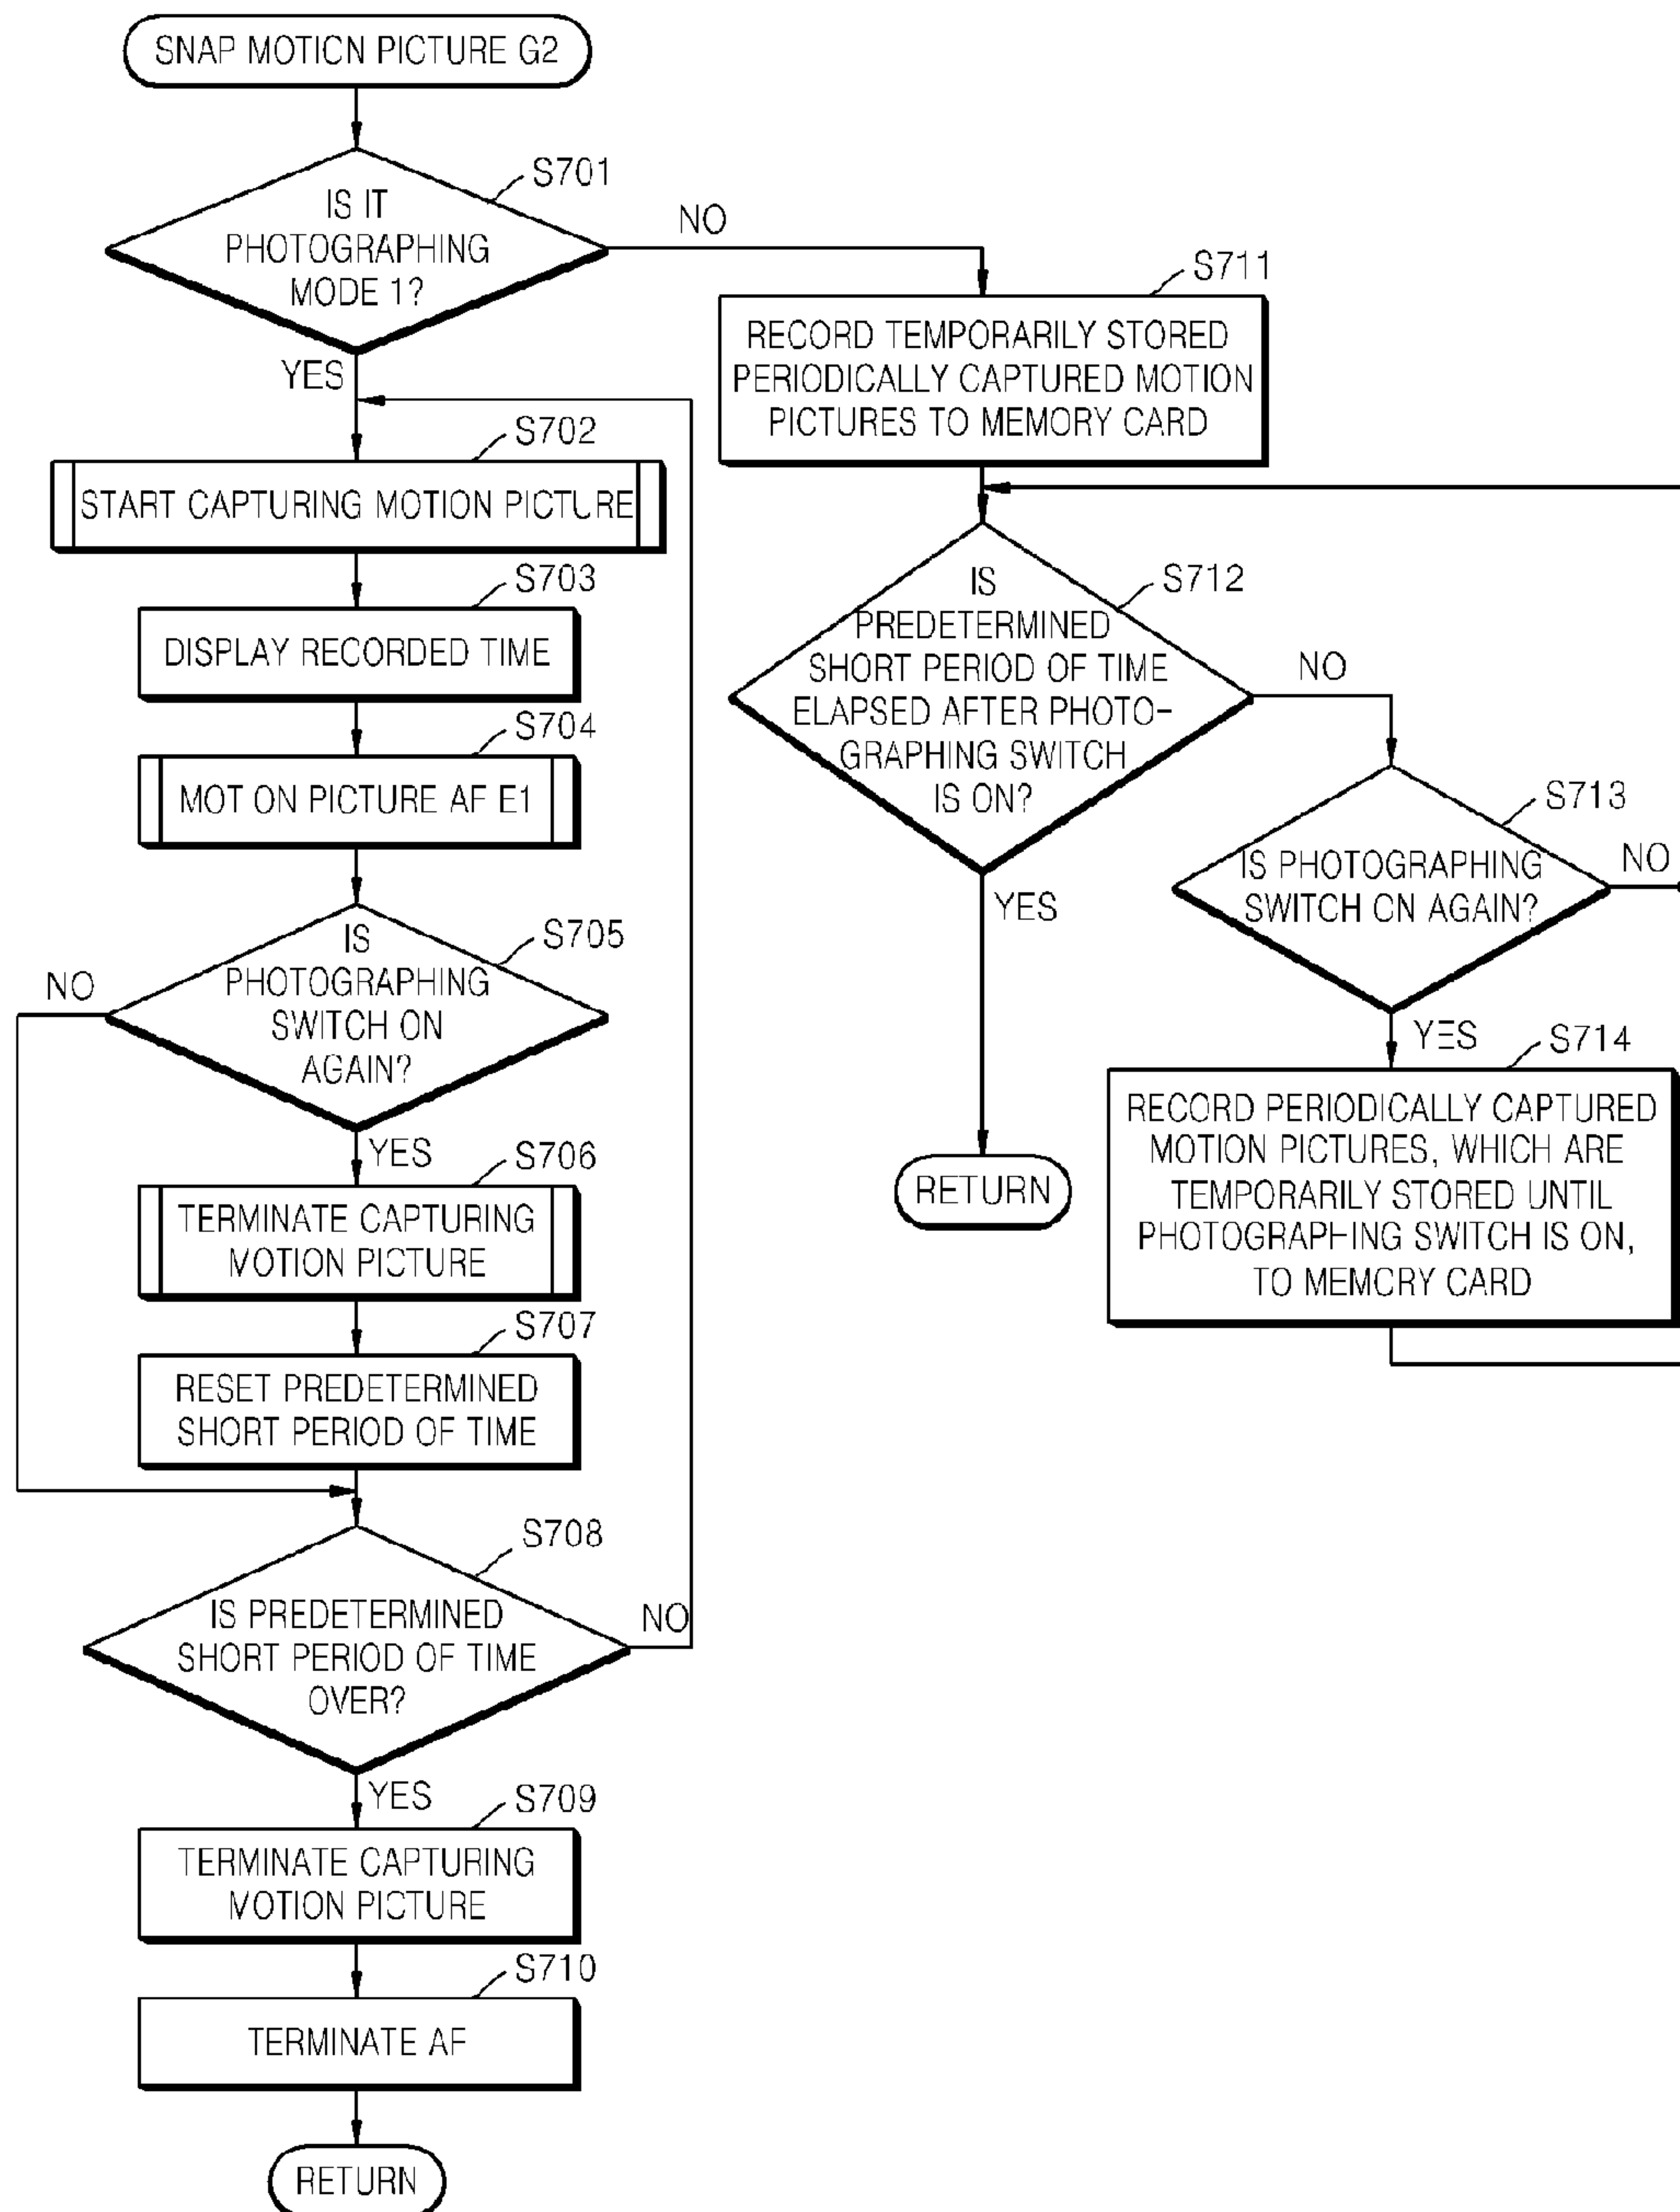 SNAP MOTICN PICTURE G2
S701
IS IT
PHOTOGRAPHING
MODE 1?
NO
YES
S702
START CAPTURING MOTION PICTURE
S703
DISPLAY RECORDED TIME
S704
MOT ON PICTURE AF E1
S705
IS
PHOTOGRAPHING
SWITCH ON
AGAIN?
NO
YES
S706
TERMINATE CAPTURING
MOTION PICTURE
S707
RESET PREDETERMINED
SHORT PERIOD OF TIME
S708
IS PREDETERMINED
SHORT PERIOD OF TIME
OVER?
NO
YES
S709
TERMINATE CAPTURING
MOTION PICTURE
S710
TERMINATE AF
RETURN
S711
RECORD TEMPORARILY STORED
PERIODICALLY CAPTURED MOTION
PICTURES TO MEMORY CARD
S712
IS
PREDETERMINED
SHORT PERIOD OF TIME
ELAPSED AFTER PHOTO-
GRAPHING SWITCH
IS ON?
NO
YES
RETURN
S713
IS PHOTOGRAPHING
SWITCH ON AGAIN?
NO
YES
S714
RECORD PERIODICALLY CAPTURED
MOTION PICTURES, WHICH ARE
TEMPORARILY STORED UNTIL
PHOTOGRAPHING SWITCH IS ON,
TO MEMCRY CARD